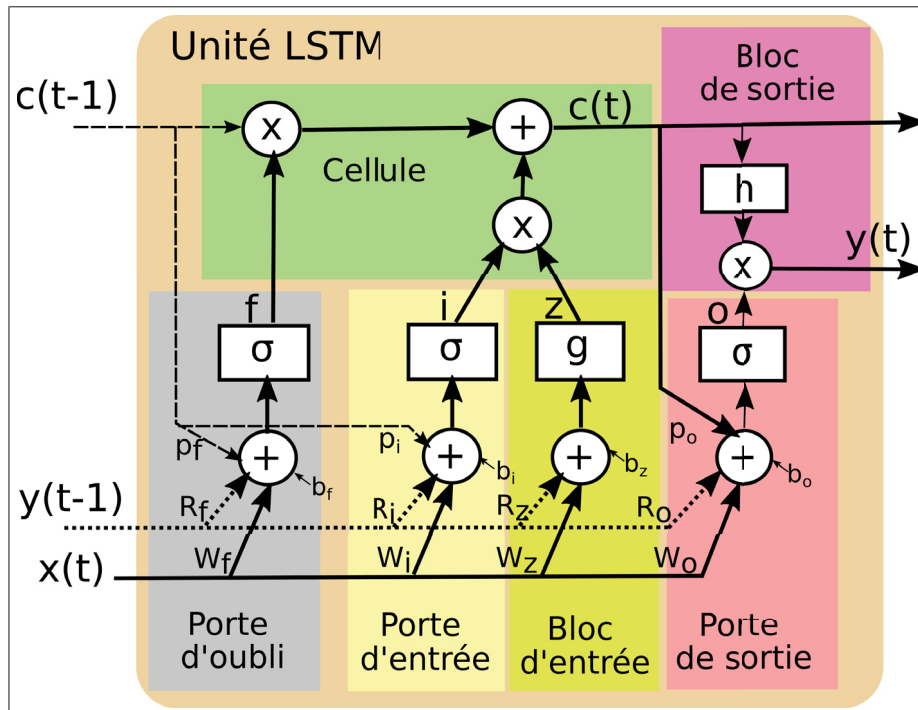 Unité LSTM
Bloc
de sortie
c(t-1)
x
+
c(t)
Cellule
h
x
y(t)
x
f
i
z
o
σ
σ
g
σ
pf
pi
po
+
+
+
+
bf
bi
bz
bo
y(t-1)
Rf
Ri
Rz
Ro
x(t)
Wf
Wi
Wz
Wo
Porte
d'oubli
Porte
d'entrée
Bloc
d'entrée
Porte
de sortie